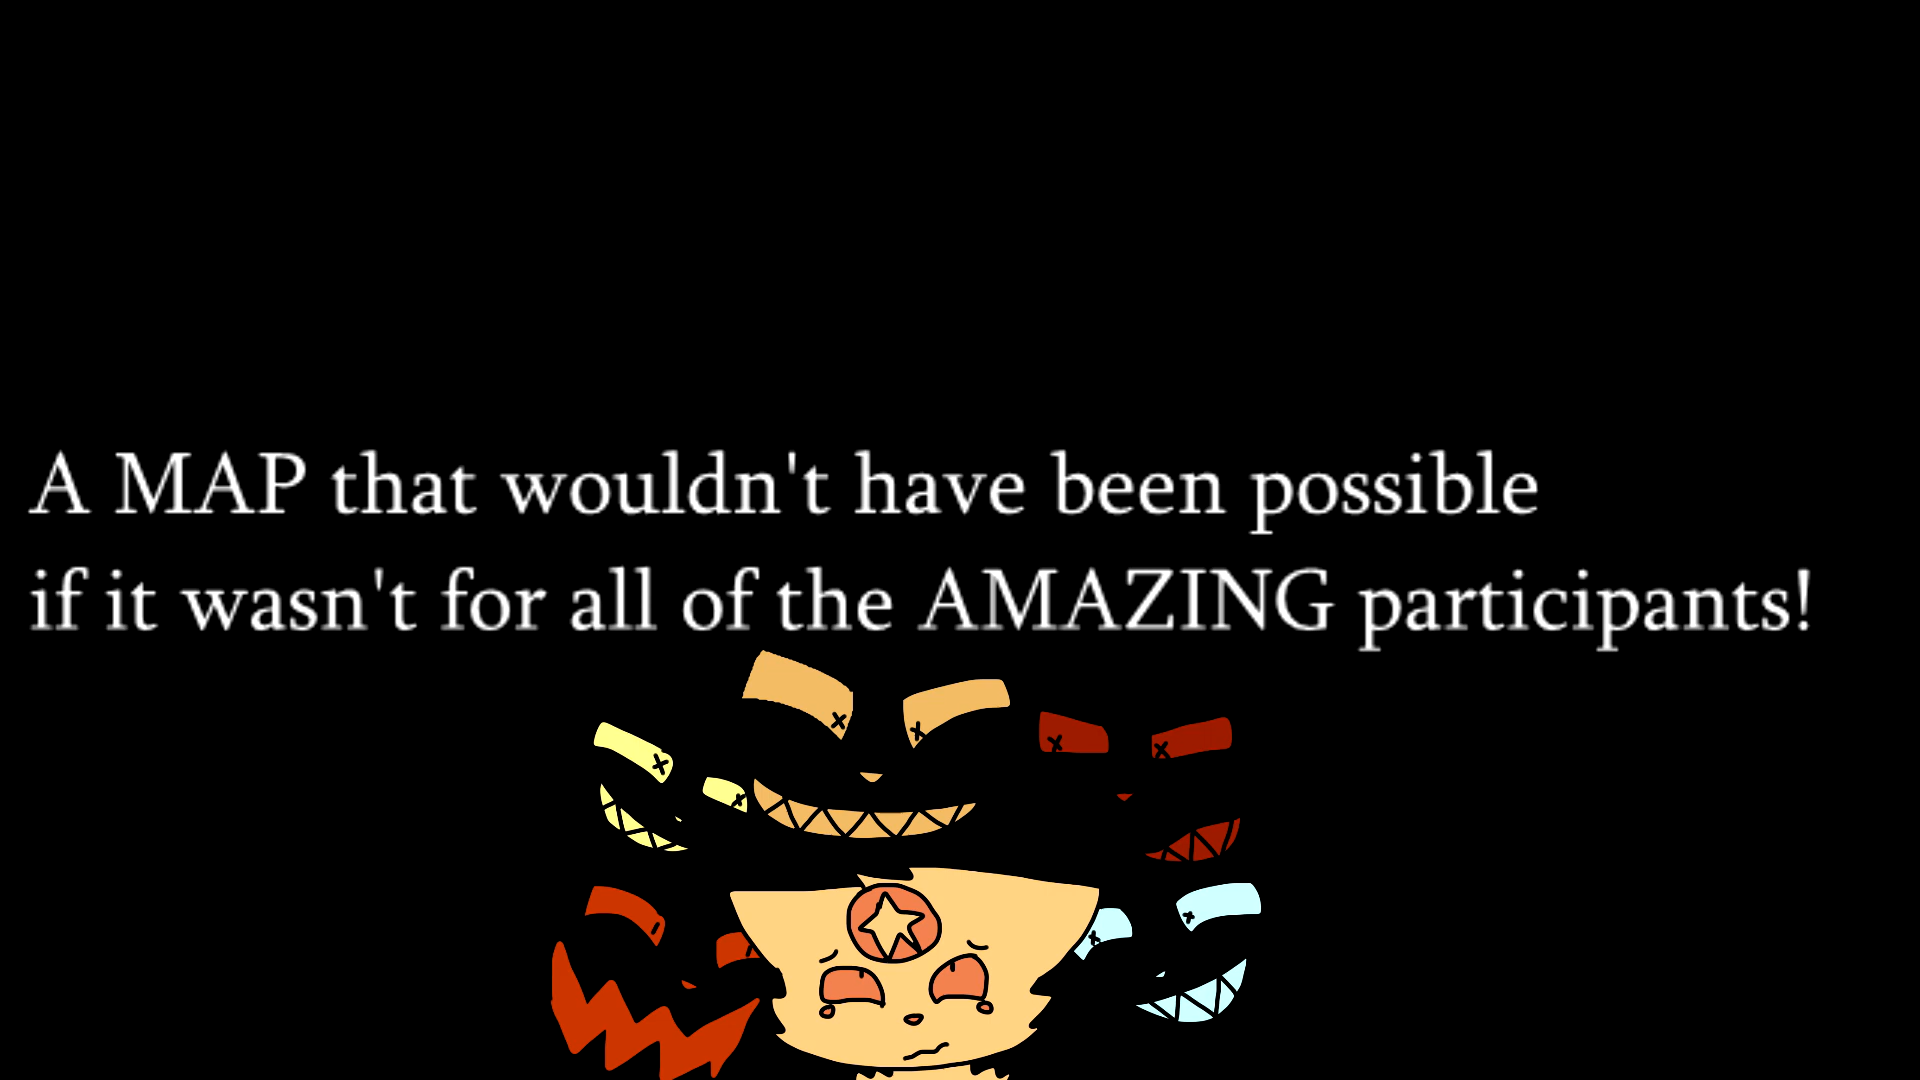 A MAP that wouldn't have been possible
if it wasn't for all of the AMAZING participants!